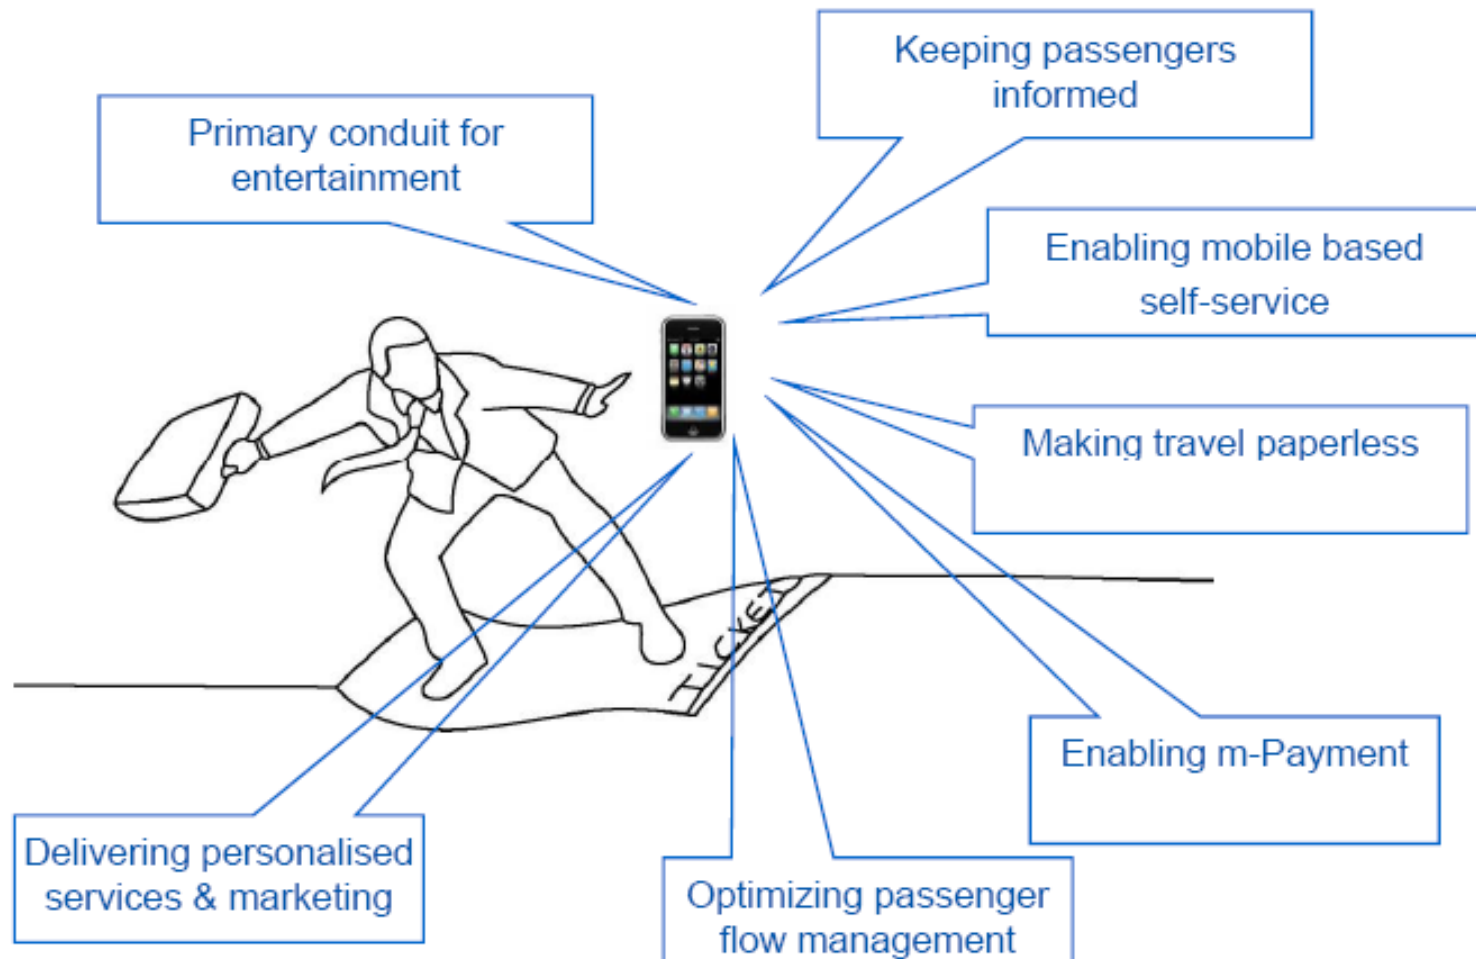 Keeping passengers
informed
Primary conduit for
entertainment
Enabling mobile based
self-service
Making travel paperless
TICKET
Enabling m-Payment
Delivering personalised
services & marketing
Optimizing passenger
flow management